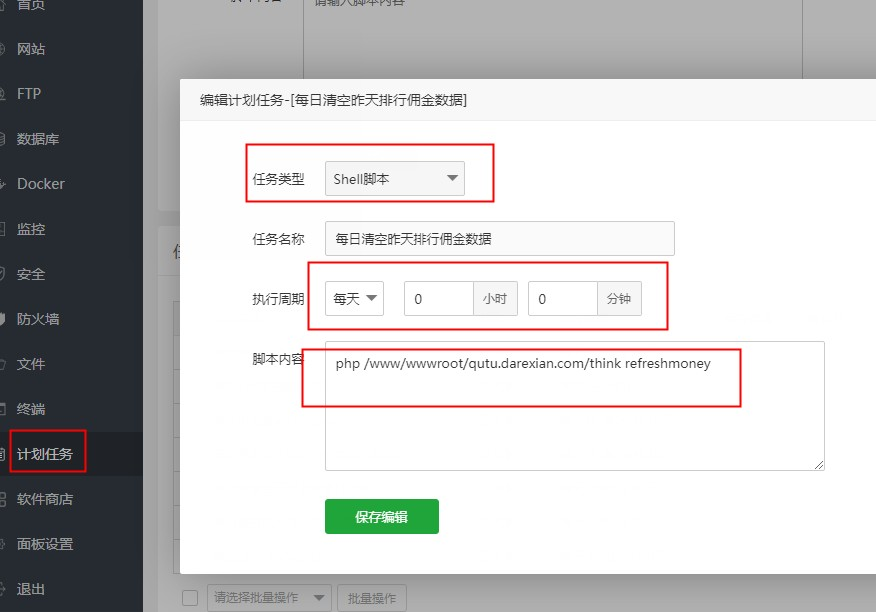 首页
请输入脚本内容
网站
FTP
数据库
Docker
监控
安全
防火墙
文件
终端
计划任务
软件商店
面板设置
退出
编辑计划任务-[每日清空昨天排行佣金数据]
任务类型 Shell脚本
任务名称 每日清空昨天排行佣金数据
执行周期 每天 0 小时 0 分钟
脚本内容 php /www/wwwroot/qutu.darexian.com/think refreshmoney
保存编辑
请选择批量操作 批量操作